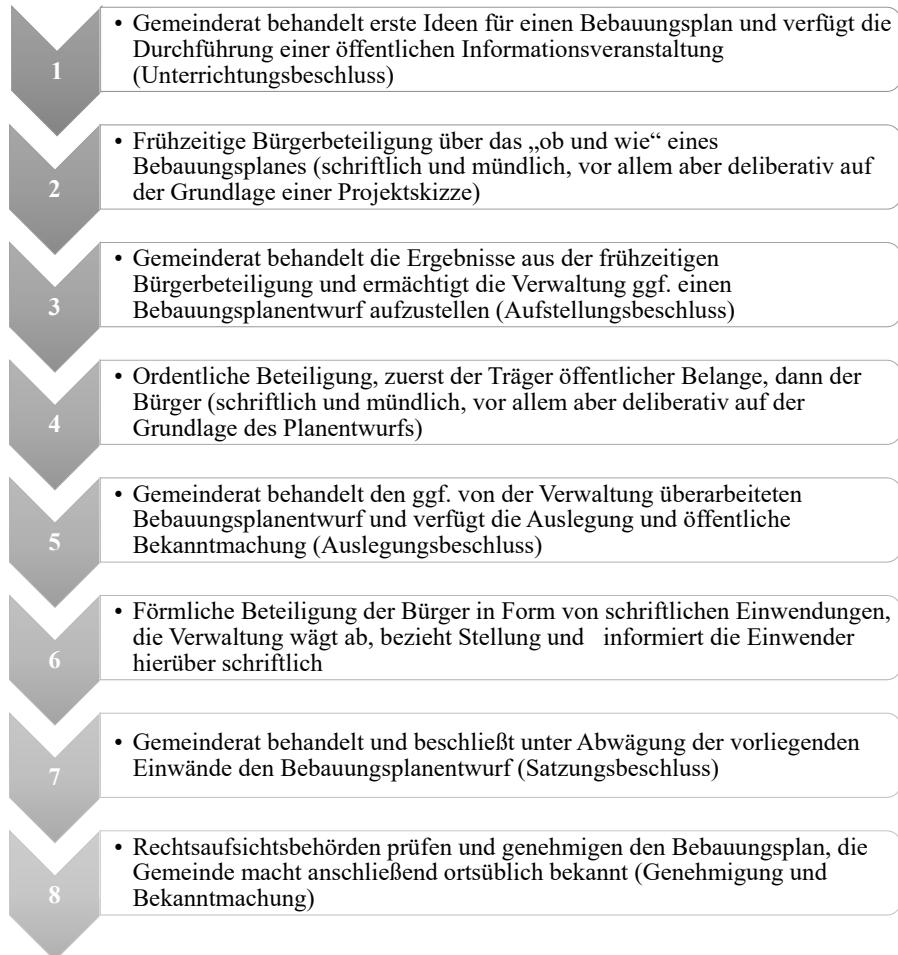 1
• Gemeinderat behandelt erste Ideen für einen Bebauungsplan und verfügt die
Durchführung einer öffentlichen Informationsveranstaltung
(Unterrichtungsbeschluss)
2
• Frühzeitige Bürgerbeteiligung über das „ob und wie“ eines
Bebauungsplanes (schriftlich und mündlich, vor allem aber deliberativ auf
der Grundlage einer Projektskizze)
3
• Gemeinderat behandelt die Ergebnisse aus der frühzeitigen
Bürgerbeteiligung und ermächtigt die Verwaltung ggf. einen
Bebauungsplanentwurf aufzustellen (Aufstellungsbeschluss)
4
• Ordentliche Beteiligung, zuerst der Träger öffentlicher Belange, dann der
Bürger (schriftlich und mündlich, vor allem aber deliberativ auf der
Grundlage des Planentwurfs)
5
• Gemeinderat behandelt den ggf. von der Verwaltung überarbeiteten
Bebauungsplanentwurf und verfügt die Auslegung und öffentliche
Bekanntmachung (Auslegungsbeschluss)
6
• Förmliche Beteiligung der Bürger in Form von schriftlichen Einwendungen,
die Verwaltung wägt ab, bezieht Stellung und informiert die Einwender
hierüber schriftlich
7
• Gemeinderat behandelt und beschließt unter Abwägung der vorliegenden
Einwände den Bebauungsplanentwurf (Satzungsbeschluss)
8
• Rechtsaufsichtsbehörden prüfen und genehmigen den Bebauungsplan, die
Gemeinde macht anschließend ortsüblich bekannt (Genehmigung und
Bekanntmachung)